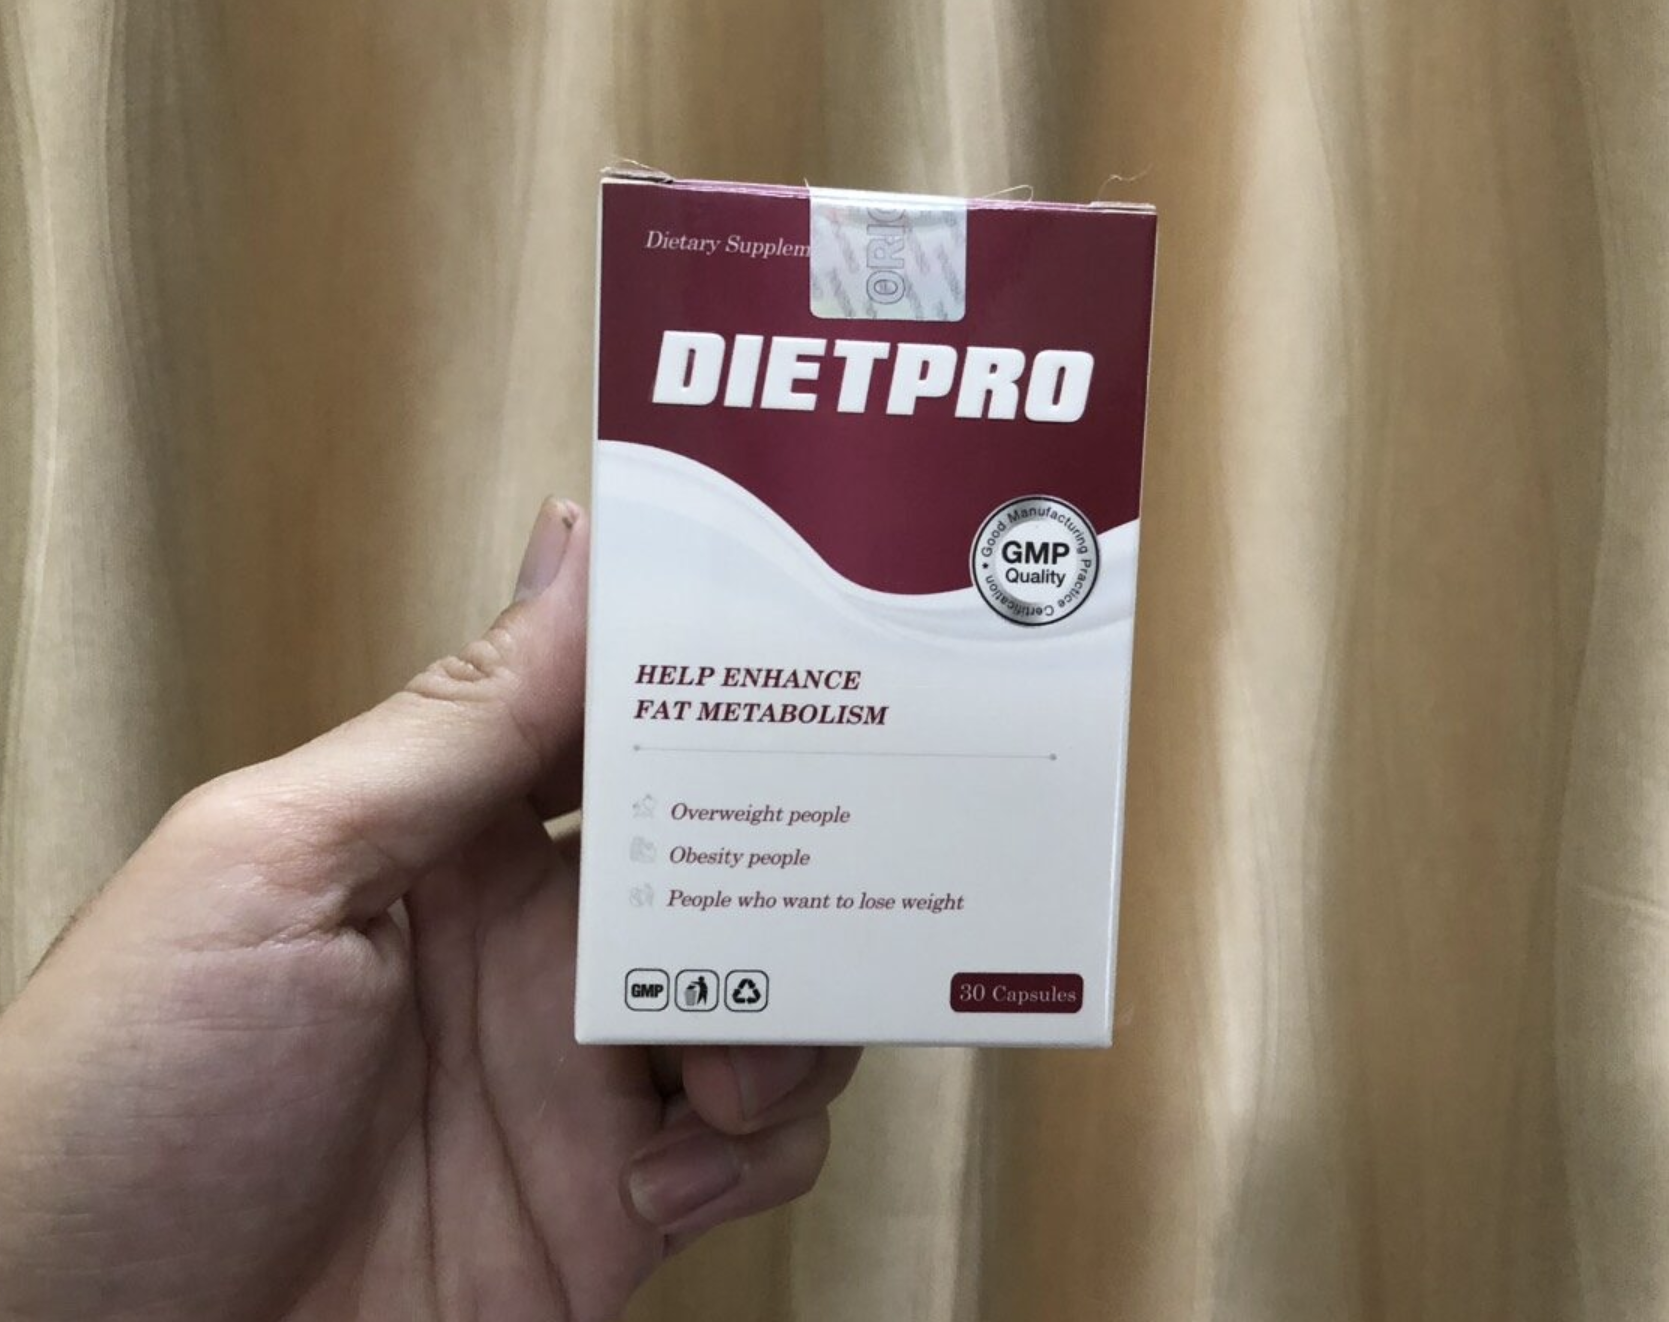 Dietary Supplem
ORIG
DIETPRO
Good Manufacturing Practice Certification
GMP
Quality
HELP ENHANCE
FAT METABOLISM
Overweight people
Obesity people
People who want to lose weight
GMP
30 Capsules